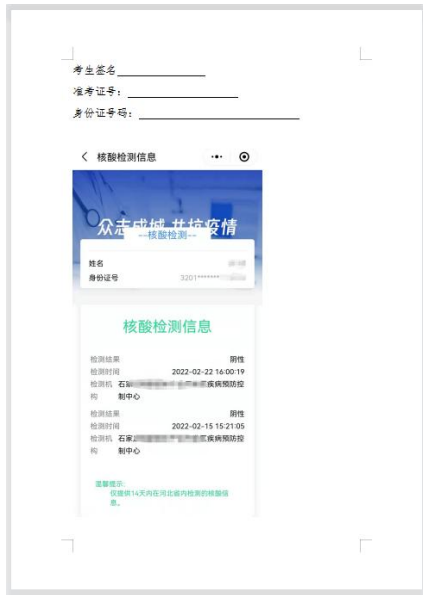 考生签名
准考证号：
身份证号码：
核酸检测信息
众志成城 共抗疫情
--核酸检测--
姓名
身份证号 3201*******
核酸检测信息
检测结果 阴性
检测时间 2022-02-22 16:00:19
检测机 石家 疾病预防控
构 制中心
检测结果 阴性
检测时间 2022-02-15 15:21:05
检测机 石家 疾病预防控
构 制中心
温馨提示:
仅提供14天内在河北省内检测的核酸信
息。